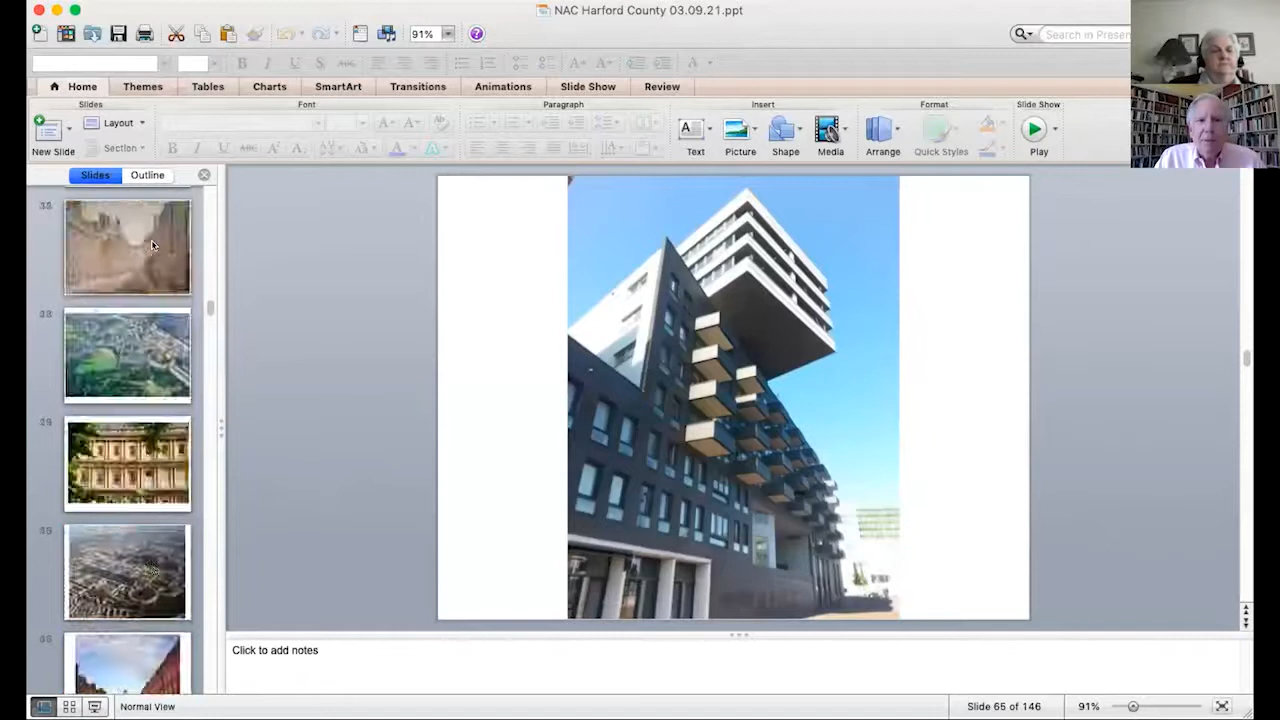 NAC Harford County 03.09.21.ppt
91%
Search in Presen
Home Themes Tables Charts SmartArt Transitions Animations Slide Show Review
Slides Font Paragraph Insert Format Slide Show
New Slide Layout Section Text Picture Shape Media Arrange Quick Styles Play
Slides Outline
Click to add notes
Normal View Slide 65 of 146 91%